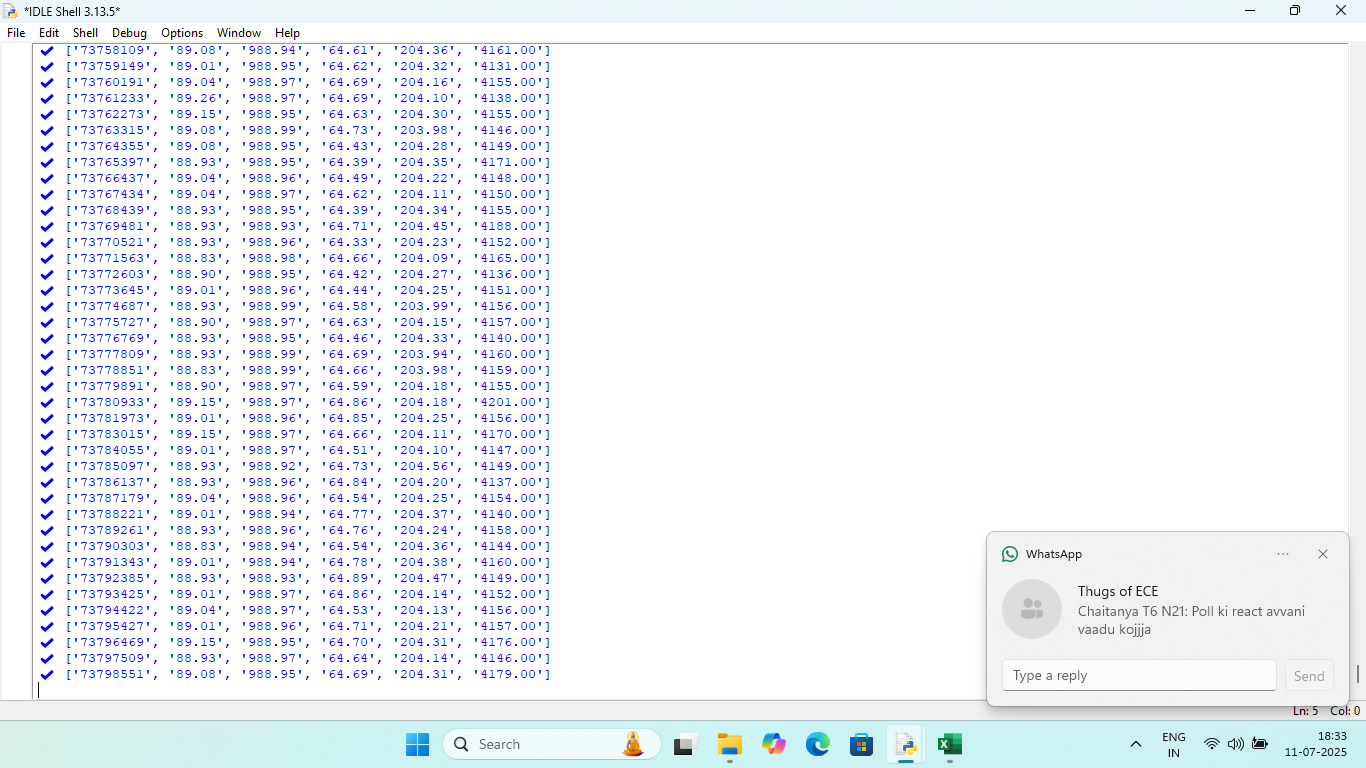 *IDLE Shell 3.13.5*
File Edit Shell Debug Options Window Help
✔ ['73758109', '89.08', '988.94', '64.61', '204.36', '4161.00']
✔ ['73759149', '89.01', '988.95', '64.62', '204.32', '4131.00']
✔ ['73760191', '89.04', '988.97', '64.69', '204.16', '4155.00']
✔ ['73761233', '89.26', '988.97', '64.69', '204.10', '4138.00']
✔ ['73762273', '89.15', '988.95', '64.63', '204.30', '4155.00']
✔ ['73763315', '89.08', '988.99', '64.73', '203.98', '4146.00']
✔ ['73764355', '89.08', '988.95', '64.43', '204.28', '4149.00']
✔ ['73765397', '88.93', '988.95', '64.39', '204.35', '4171.00']
✔ ['73766437', '89.04', '988.96', '64.49', '204.22', '4148.00']
✔ ['73767434', '89.04', '988.97', '64.62', '204.11', '4150.00']
✔ ['73768439', '88.93', '988.95', '64.39', '204.34', '4155.00']
✔ ['73769481', '88.93', '988.93', '64.71', '204.45', '4188.00']
✔ ['73770521', '88.93', '988.96', '64.33', '204.23', '4152.00']
✔ ['73771563', '88.83', '988.98', '64.66', '204.09', '4165.00']
✔ ['73772603', '88.90', '988.95', '64.42', '204.27', '4136.00']
✔ ['73773645', '89.01', '988.96', '64.44', '204.25', '4151.00']
✔ ['73774687', '88.93', '988.99', '64.58', '203.99', '4156.00']
✔ ['73775727', '88.90', '988.97', '64.63', '204.15', '4157.00']
✔ ['73776769', '88.93', '988.95', '64.46', '204.33', '4140.00']
✔ ['73777809', '88.93', '988.99', '64.69', '203.94', '4160.00']
✔ ['73778851', '88.83', '988.99', '64.66', '203.98', '4159.00']
✔ ['73779891', '88.90', '988.97', '64.59', '204.18', '4155.00']
✔ ['73780933', '89.15', '988.97', '64.86', '204.18', '4201.00']
✔ ['73781973', '89.01', '988.96', '64.85', '204.25', '4156.00']
✔ ['73783015', '89.15', '988.97', '64.66', '204.11', '4170.00']
✔ ['73784055', '89.01', '988.97', '64.51', '204.10', '4147.00']
✔ ['73785097', '88.93', '988.92', '64.73', '204.56', '4149.00']
✔ ['73786137', '88.93', '988.96', '64.84', '204.20', '4137.00']
✔ ['73787179', '89.04', '988.96', '64.54', '204.25', '4154.00']
✔ ['73788221', '89.01', '988.94', '64.77', '204.37', '4140.00']
✔ ['73789261', '88.93', '988.96', '64.76', '204.24', '4158.00']
✔ ['73790303', '88.83', '988.94', '64.54', '204.36', '4144.00']
✔ ['73791343', '89.01', '988.94', '64.78', '204.38', '4160.00']
✔ ['73792385', '88.93', '988.93', '64.89', '204.47', '4149.00']
✔ ['73793425', '89.01', '988.97', '64.86', '204.14', '4152.00']
✔ ['73794422', '89.04', '988.97', '64.53', '204.13', '4156.00']
✔ ['73795427', '89.01', '988.96', '64.71', '204.21', '4157.00']
✔ ['73796469', '89.15', '988.95', '64.70', '204.31', '4176.00']
✔ ['73797509', '88.93', '988.97', '64.64', '204.14', '4146.00']
✔ ['73798551', '89.08', '988.95', '64.69', '204.31', '4179.00']
WhatsApp
Thugs of ECE
Chaitanya T6 N21: Poll ki react avvani
vaadu kojjja
Type a reply
Send
Ln: 5 Col: 0
Search
ENG
IN
18:33
11-07-2025